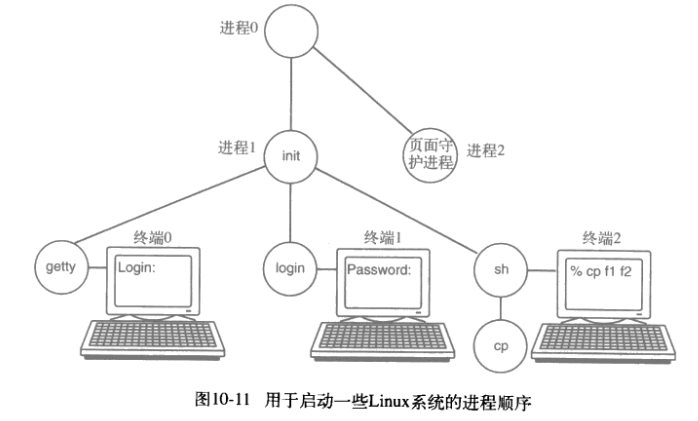 进程0
进程1
init
页面守
护进程
进程2
终端0
终端1
终端2
getty
Login:
login
Password:
sh
% cp f1 f2
cp
图10-11 用于启动一些Linux系统的进程顺序